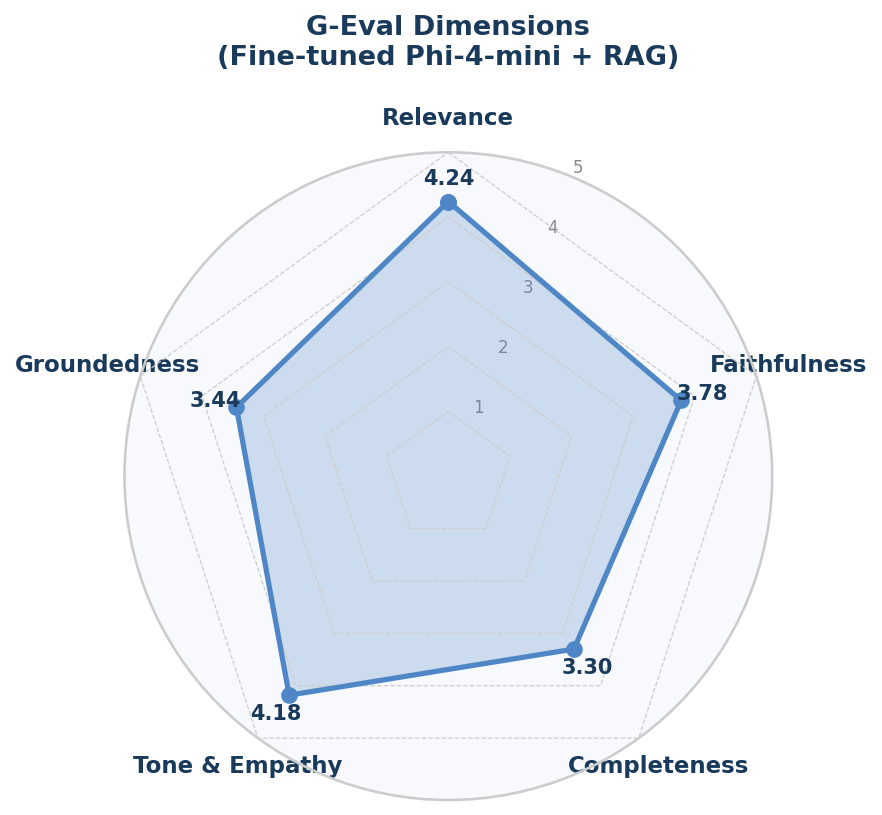 G-Eval Dimensions
(Fine-tuned Phi-4-mini + RAG)
Relevance
5
4.24
4
3
2
Groundedness
Faithfulness
3.44
3.78
1
3.30
4.18
Tone & Empathy
Completeness